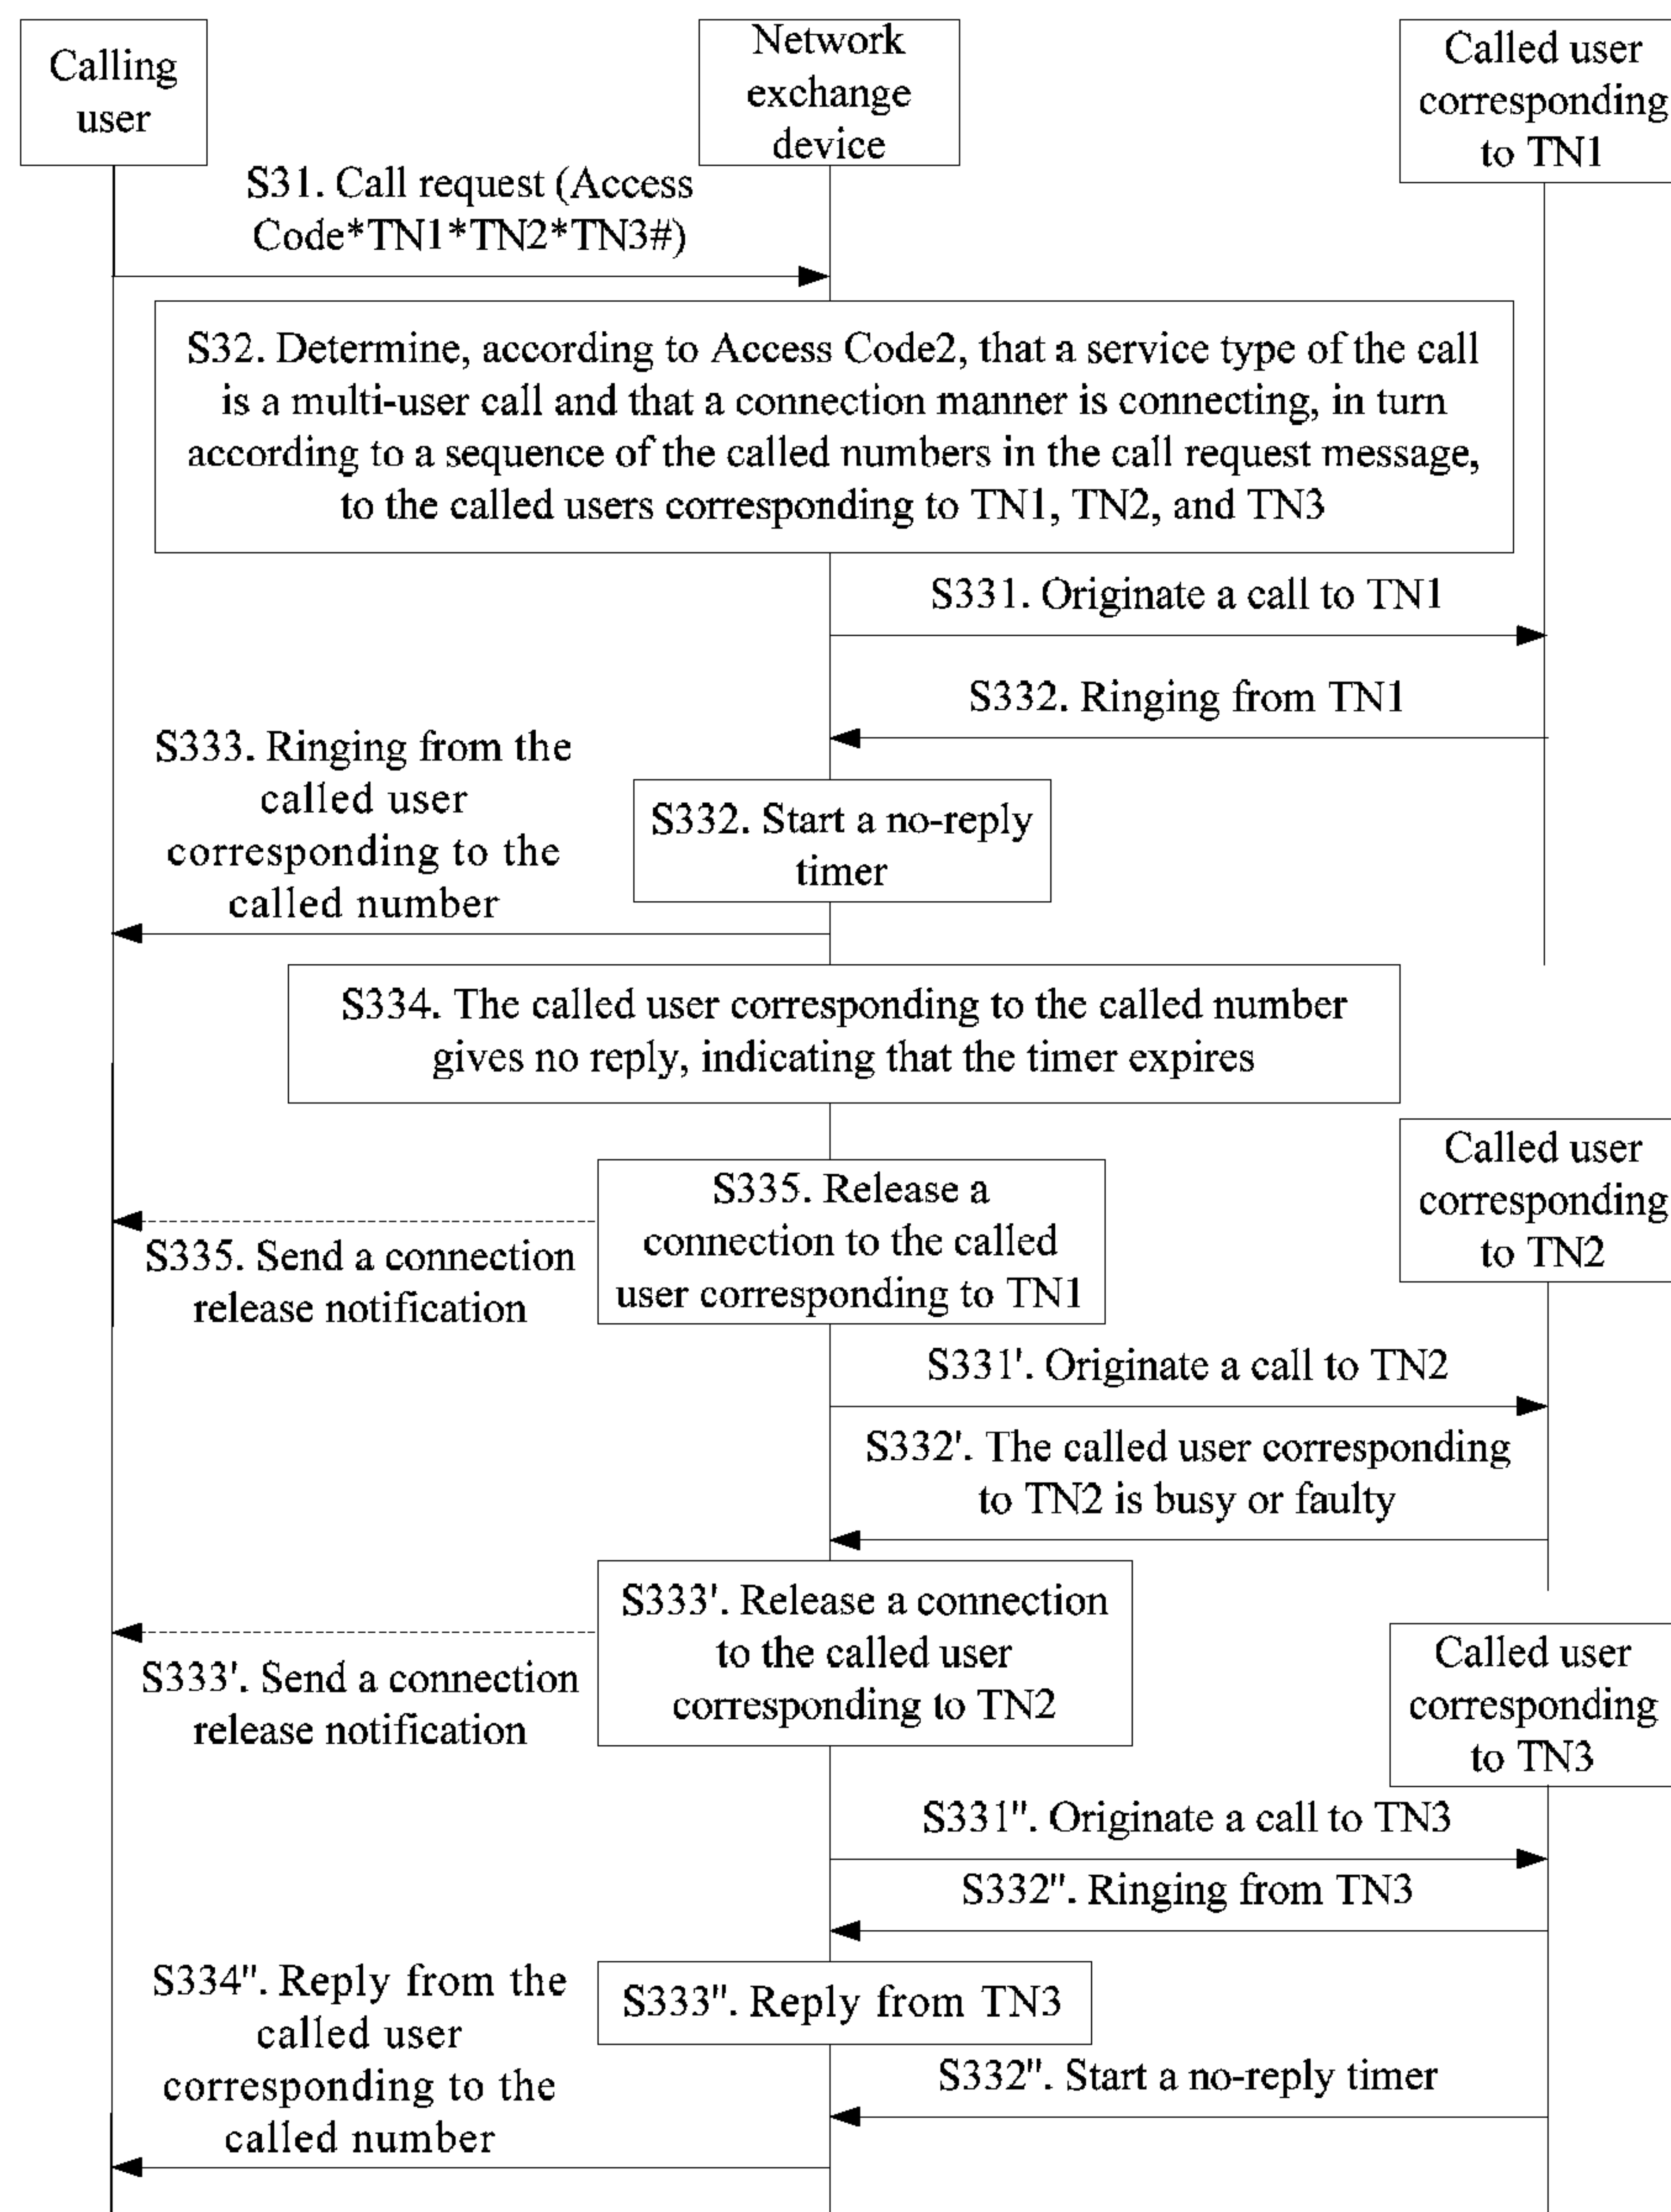 Calling
user
Network
exchange
device
Called user
corresponding
to TN1
S31. Call request (Access
Code*TN1*TN2*TN3#)
S32. Determine, according to Access Code2, that a service type of the call
is a multi-user call and that a connection manner is connecting, in turn
according to a sequence of the called numbers in the call request message,
to the called users corresponding to TN1, TN2, and TN3
S331. Originate a call to TN1
S332. Ringing from TN1
S333. Ringing from the
called user
corresponding to the
called number
S332. Start a no-reply
timer
S334. The called user corresponding to the called number
gives no reply, indicating that the timer expires
Called user
corresponding
to TN2
S335. Release a
connection to the called
user corresponding to TN1
S335. Send a connection
release notification
S331'. Originate a call to TN2
S332'. The called user corresponding
to TN2 is busy or faulty
S333'. Release a connection
to the called user
corresponding to TN2
S333'. Send a connection
release notification
Called user
corresponding
to TN3
S331". Originate a call to TN3
S332". Ringing from TN3
S334". Reply from the
called user
corresponding to the
called number
S333". Reply from TN3
S332". Start a no-reply timer